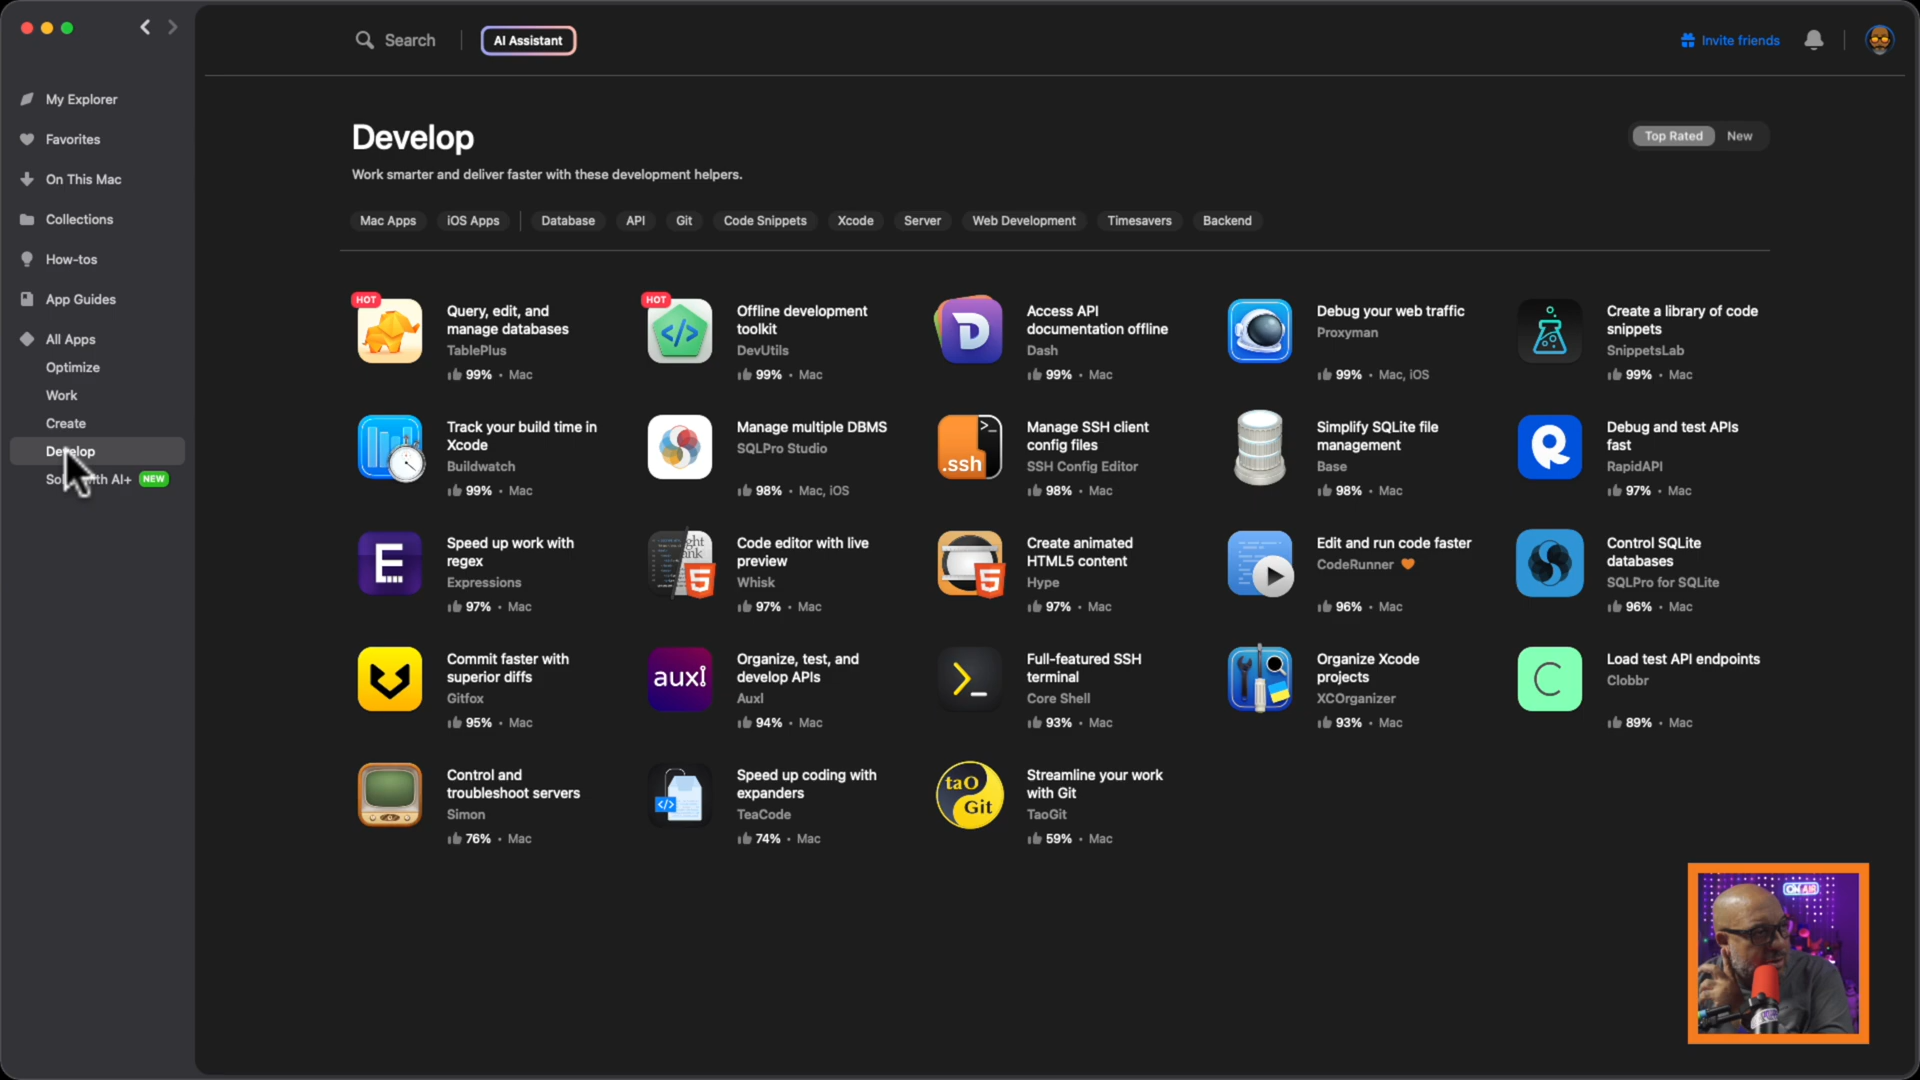 Search
AI Assistant
Invite friends
My Explorer
Favorites
On This Mac
Collections
How-tos
App Guides
All Apps
Optimize
Work
Create
Develop
So th AI+ NEW
Develop
Work smarter and deliver faster with these development helpers.
Top Rated New
Mac Apps iOS Apps Database API Git Code Snippets Xcode Server Web Development Timesavers Backend
HOT
Query, edit, and
manage databases
TablePlus
99% • Mac
HOT
Offline development
toolkit
DevUtils
99% • Mac
D
Access API
documentation offline
Dash
99% • Mac
Debug your web traffic
Proxyman
99% • Mac, iOS
Create a library of code
snippets
SnippetsLab
99% • Mac
Track your build time in
Xcode
Buildwatch
99% • Mac
Manage multiple DBMS
SQLPro Studio
98% • Mac, iOS
>_
.ssh
Manage SSH client
config files
SSH Config Editor
98% • Mac
Simplify SQLite file
management
Base
98% • Mac
R
Debug and test APIs
fast
RapidAPI
97% • Mac
E...
Speed up work with
regex
Expressions
97% • Mac
5
Code editor with live
preview
Whisk
97% • Mac
5
Create animated
HTML5 content
Hype
97% • Mac
Edit and run code faster
CodeRunner 🧡
96% • Mac
Control SQLite
databases
SQLPro for SQLite
96% • Mac
Commit faster with
superior diffs
Gitfox
95% • Mac
auxl
Organize, test, and
develop APIs
Auxl
94% • Mac
>_
Full-featured SSH
terminal
Core Shell
93% • Mac
Organize Xcode
projects
XCOrganizer
93% • Mac
C
Load test API endpoints
Clobbr
89% • Mac
Control and
troubleshoot servers
Simon
76% • Mac
</>
Speed up coding with
expanders
TeaCode
74% • Mac
taO
Git
Streamline your work
with Git
TaoGit
59% • Mac
ON AIR